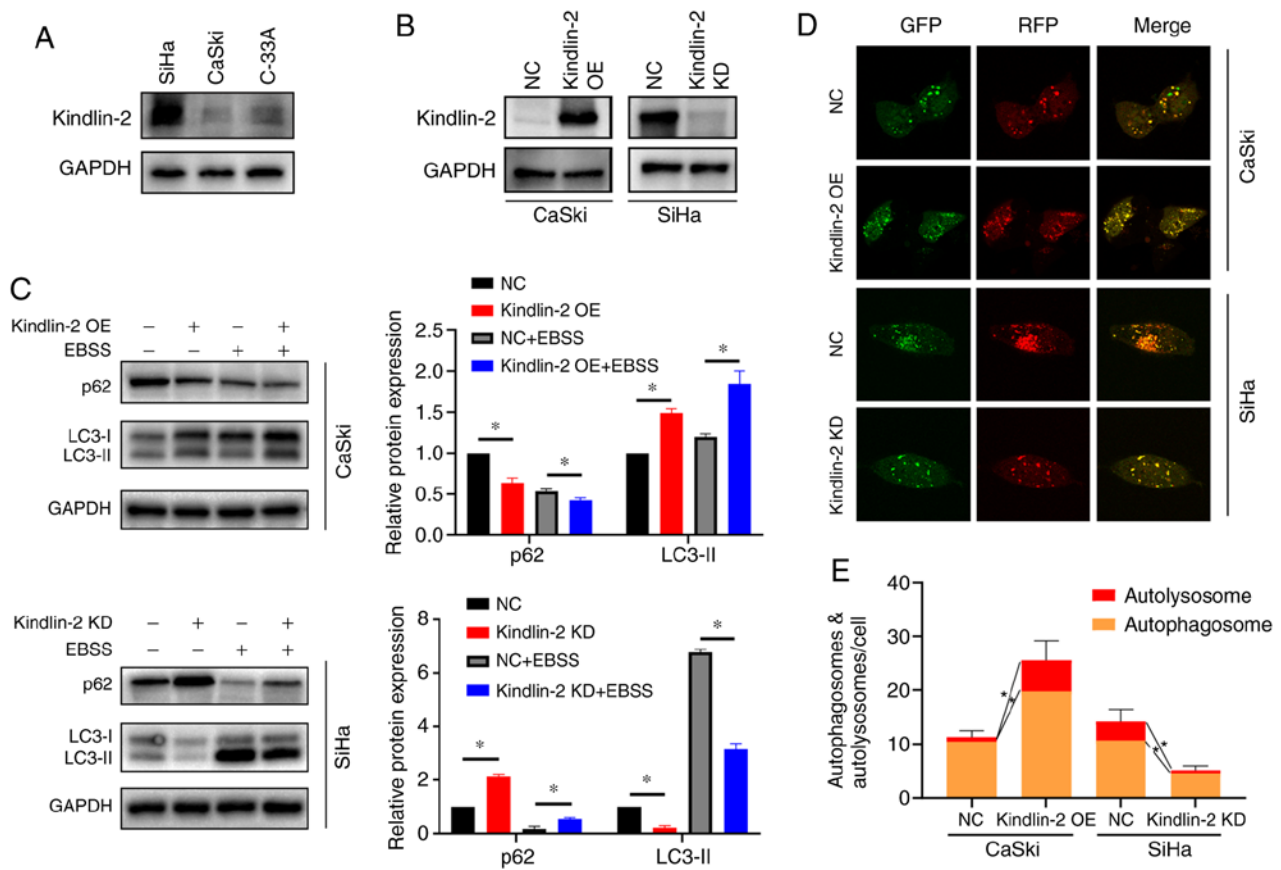 A
SiHa
CaSki
C-33A
Kindlin-2
GAPDH
B
NC
Kindlin-2
OE
NC
Kindlin-2
KD
Kindlin-2
GAPDH
CaSki
SiHa
C
Kindlin-2 OE – + – +
EBSS – – + +
p62
LC3-I
LC3-II
GAPDH
CaSki
NC
Kindlin-2 OE
NC+EBSS
Kindlin-2 OE+EBSS
Relative protein expression
2.5
2.0
1.5
1.0
0.5
0.0
* * * *
p62 LC3-II
Kindlin-2 KD – + – +
EBSS – – + +
p62
LC3-I
LC3-II
GAPDH
SiHa
NC
Kindlin-2 KD
NC+EBSS
Kindlin-2 KD+EBSS
Relative protein expression
8
6
4
2
0
* * * *
p62 LC3-II
D
GFP RFP Merge
NC
Kindlin-2 OE
CaSki
NC
Kindlin-2 KD
SiHa
E
Autolysosome
Autophagosome
Autophagosomes &
autolysosomes/cell
40
30
20
10
0
* * * *
NC Kindlin-2 OE NC Kindlin-2 KD
CaSki SiHa